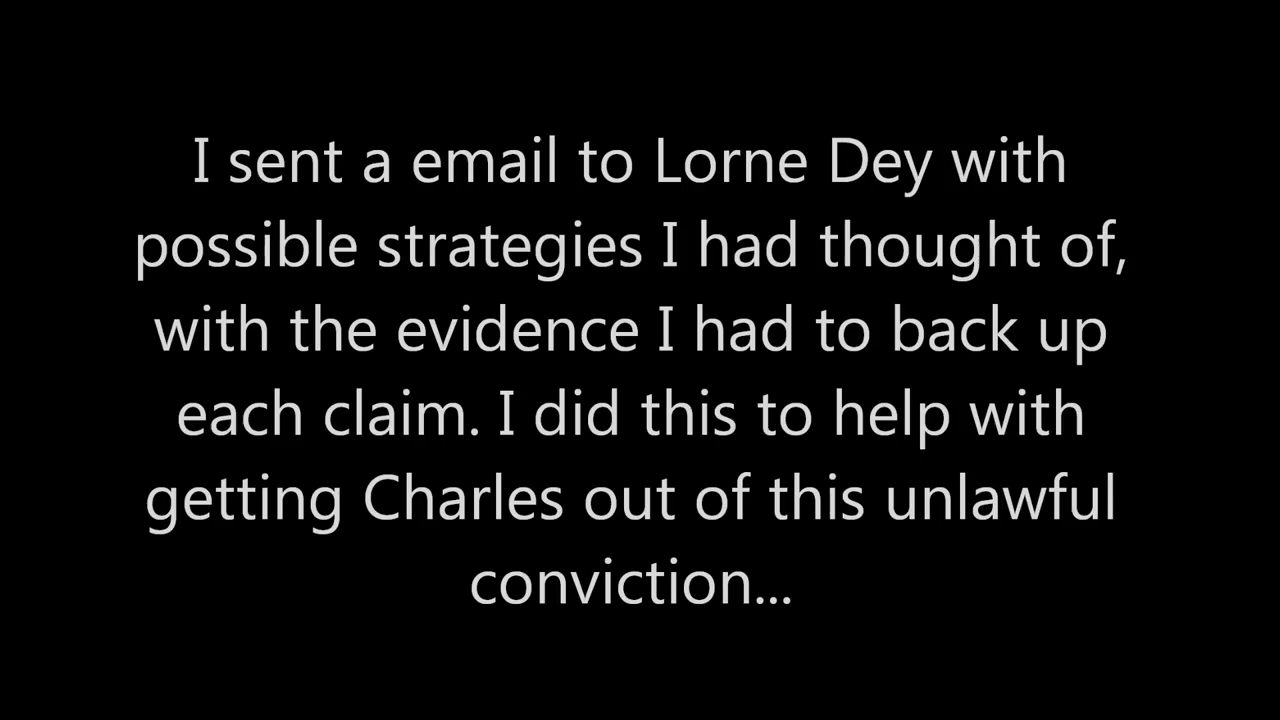 I sent a email to Lorne Dey with
possible strategies I had thought of,
with the evidence I had to back up
each claim. I did this to help with
getting Charles out of this unlawful
conviction...